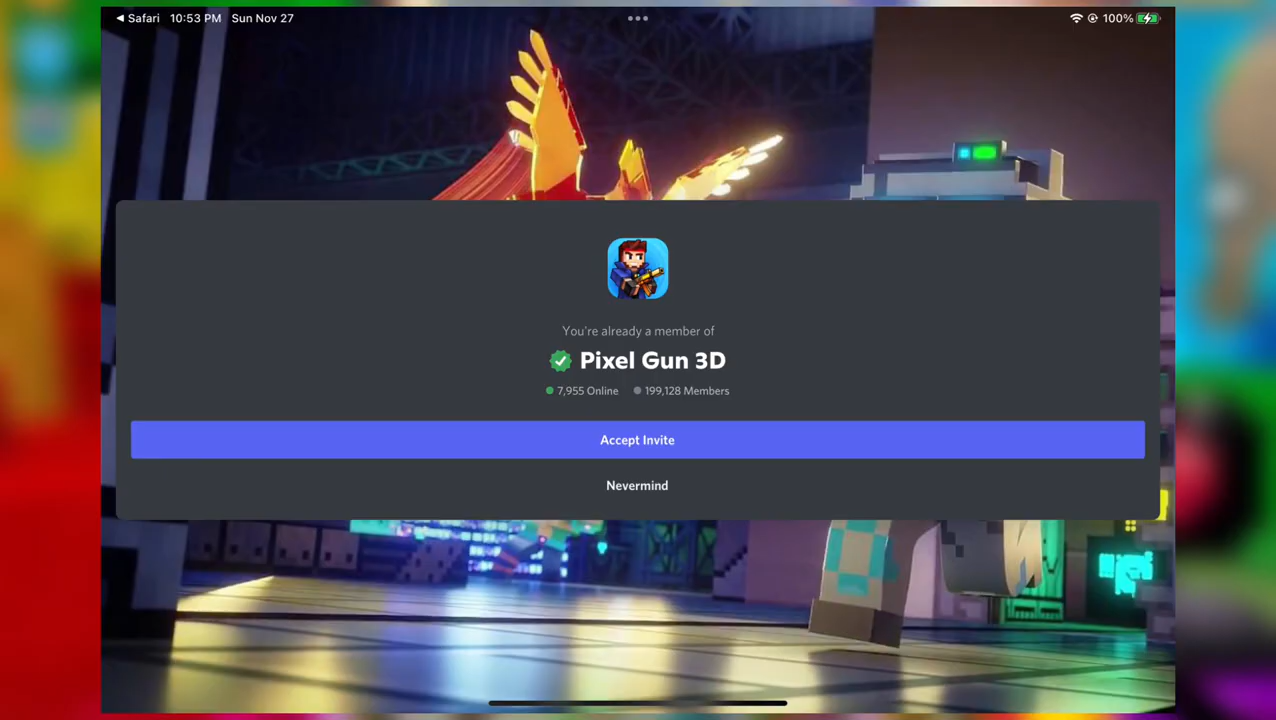 ◀ Safari 10:53 PM Sun Nov 27 100%
You're already a member of
Pixel Gun 3D
7,955 Online 199,128 Members
Accept Invite
Nevermind